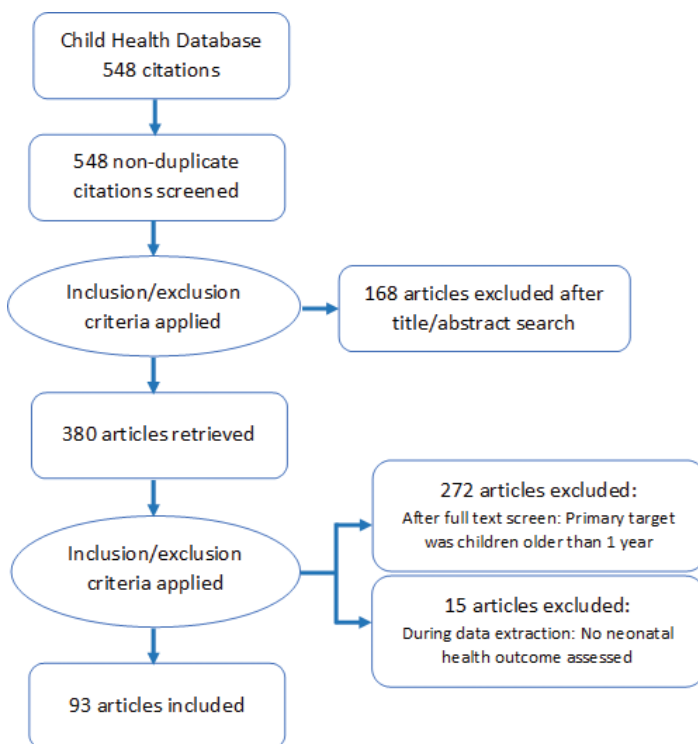 Child Health Database
548 citations
548 non-duplicate
citations screened
Inclusion/exclusion
criteria applied
168 articles excluded after
title/abstract search
380 articles retrieved
272 articles excluded:
After full text screen: Primary target
was children older than 1 year
Inclusion/exclusion
criteria applied
15 articles excluded:
During data extraction: No neonatal
health outcome assessed
93 articles included